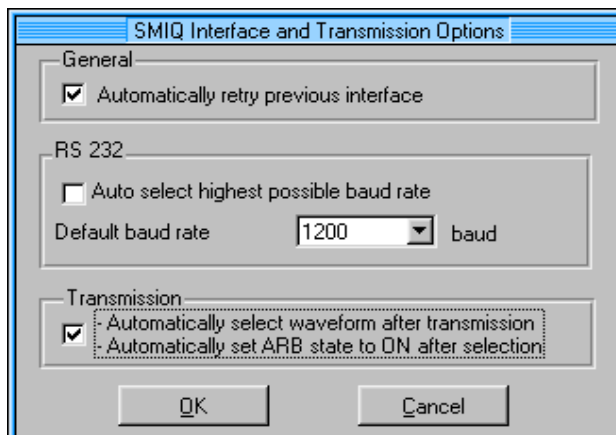 SMIQ Interface and Transmission Options
General
Automatically retry previous interface
RS 232
Auto select highest possible baud rate
Default baud rate 1200 baud
Transmission
- Automatically select waveform after transmission
- Automatically set ARB state to ON after selection
OK Cancel